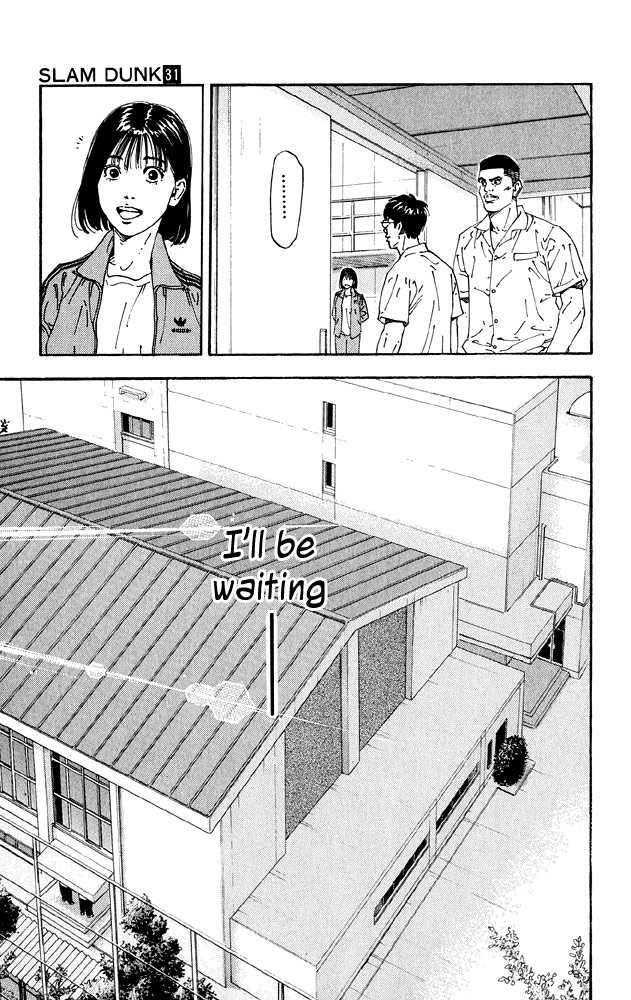 SLAM DUNK 31
........
I'll be
waiting